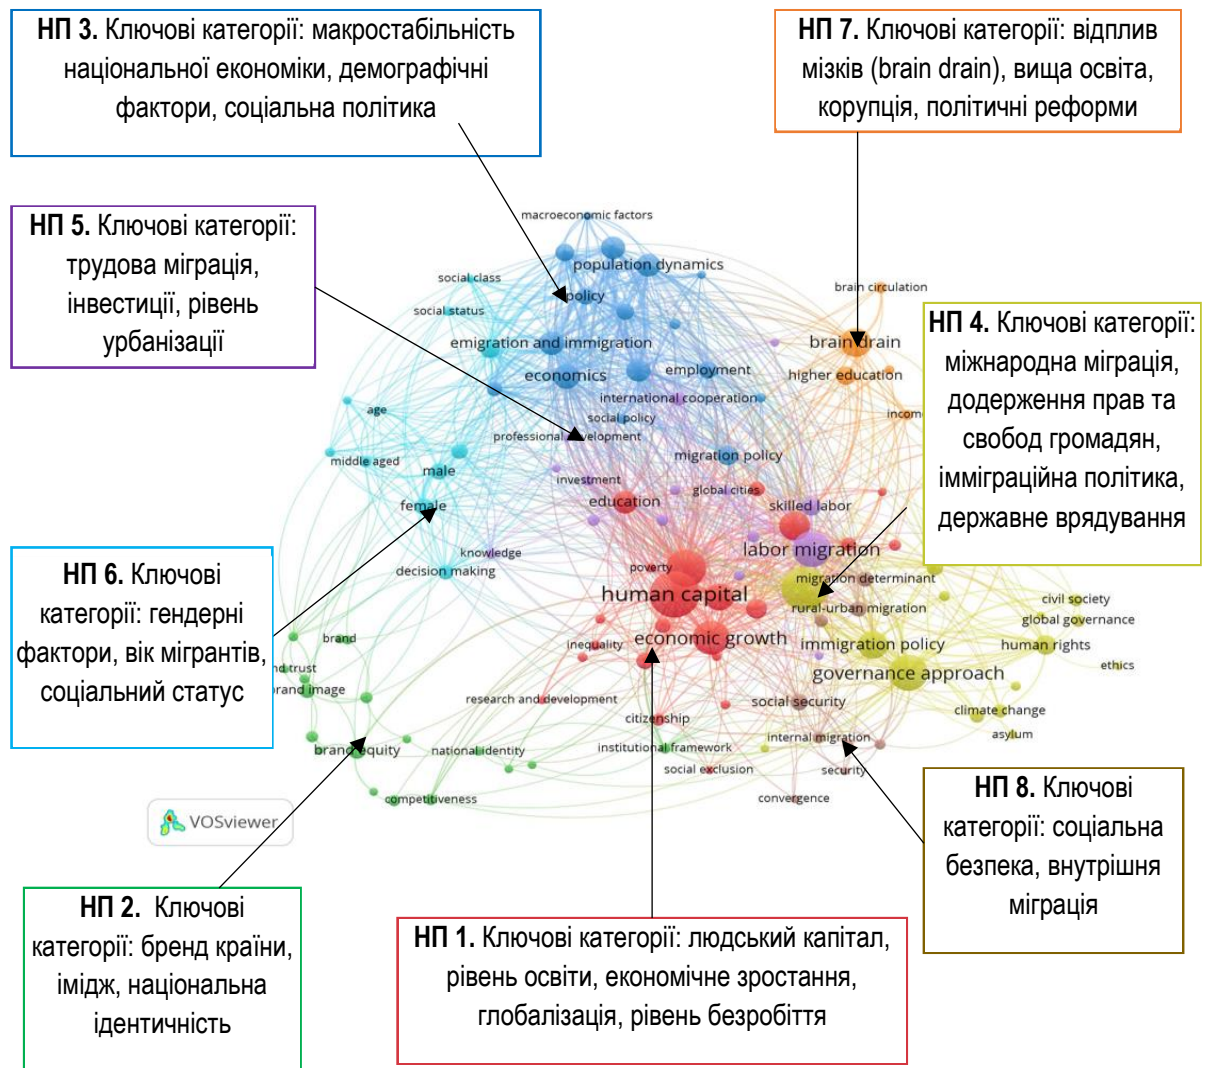 НП 3. Ключові категорії: макростабільність
національної економіки, демографічні
фактори, соціальна політика
НП 7. Ключові категорії: відплив
мізків (brain drain), вища освіта,
корупція, політичні реформи
НП 5. Ключові категорії:
трудова міграція,
інвестиції, рівень
урбанізації
НП 4. Ключові категорії:
міжнародна міграція,
додерження прав та
свобод громадян,
імміграційна політика,
державне врядування
НП 6. Ключові
категорії: гендерні
фактори, вік мігрантів,
соціальний статус
НП 8. Ключові
категорії: соціальна
безпека, внутрішня
міграція
НП 2. Ключові
категорії: бренд країни,
імідж, національна
ідентичність
НП 1. Ключові категорії: людський капітал,
рівень освіти, економічне зростання,
глобалізація, рівень безробіття
macroeconomic factors
population dynamics
social class
policy
brain circulation
social status
emigration and immigration
brain drain
economics
employment
higher education
international cooperation
age
social policy
income
professional development
middle aged
male
migration policy
investment
global cities
education
skilled labor
female
knowledge
labor migration
decision making
poverty
migration determinant
human capital
rural-urban migration
civil society
global governance
brand
inequality
economic growth
immigration policy
human rights
nd trust
governance approach
ethics
brand image
research and development
social security
climate change
citizenship
brand equity
national identity
institutional framework
internal migration
asylum
social exclusion
security
competitiveness
convergence
VOSviewer